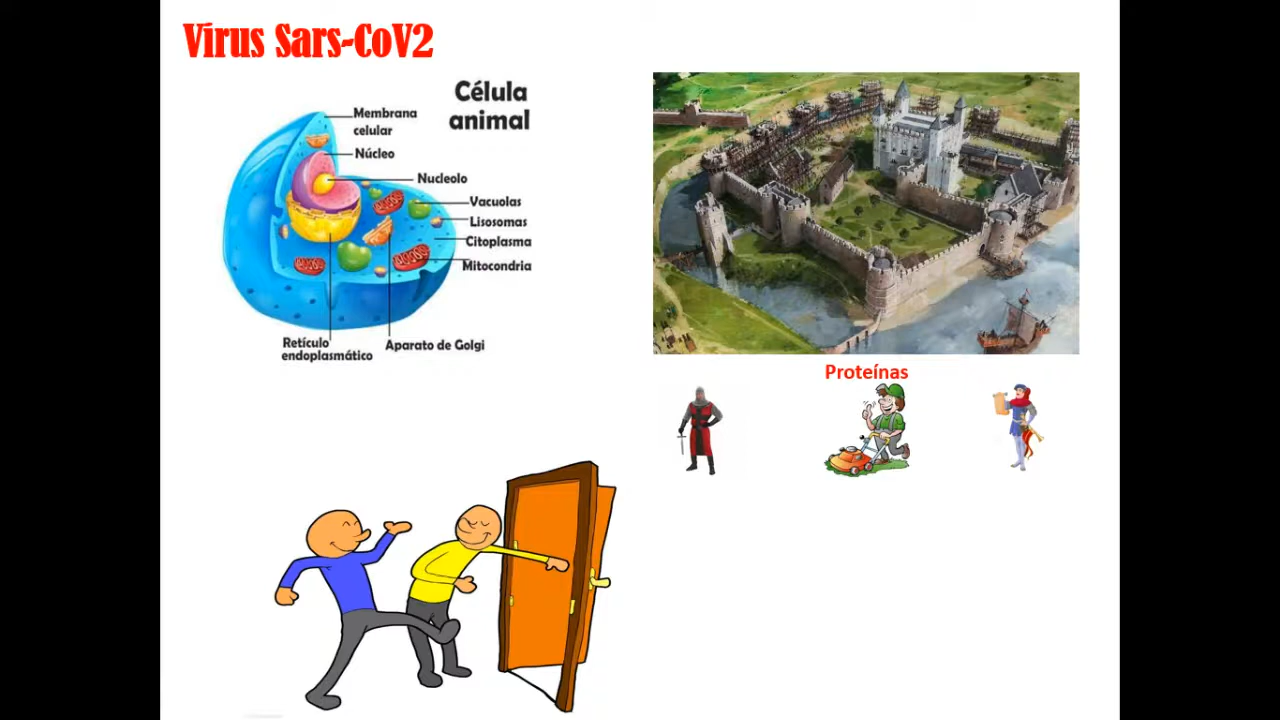 Virus Sars-CoV2
Célula
animal
Membrana
celular
Núcleo
Nucleolo
Vacuolas
Lisosomas
Citoplasma
Mitocondria
Retículo
endoplasmático
Aparato de Golgi
Proteínas